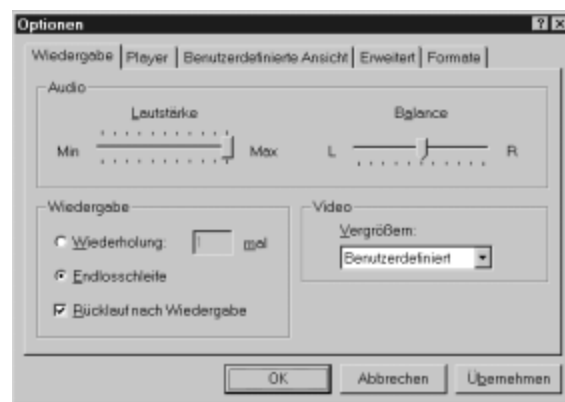 Optionen
Wiedergabe Player Benutzerdefinierte Ansicht Erweitert Formate
Audio
Lautstärke Balance
Min Max L R
Wiedergabe
Wiederholung: 1 mal
Endlosschleife
Rücklauf nach Wiedergabe
Video
Vergrößern:
Benutzerdefiniert
OK Abbrechen Übernehmen